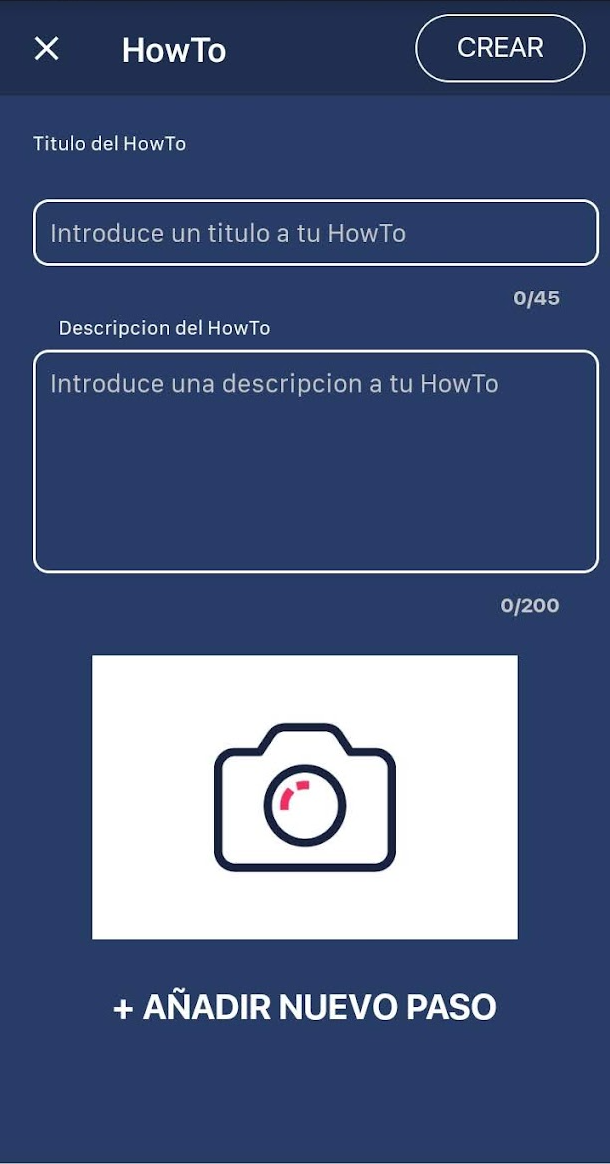 HowTo
CREAR
Titulo del HowTo
Introduce un titulo a tu HowTo
0/45
Descripcion del HowTo
Introduce una descripcion a tu HowTo
0/200
+ AÑADIR NUEVO PASO